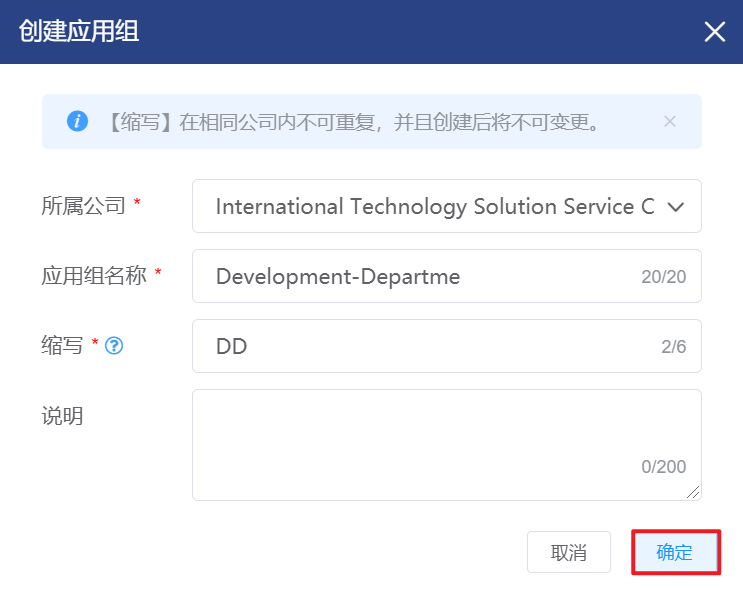 创建应用组
【缩写】在相同公司内不可重复，并且创建后将不可变更。
所属公司 * International Technology Solution Service C
应用组名称 * Development-Departme 20/20
缩写 * DD 2/6
说明
0/200
取消 确定